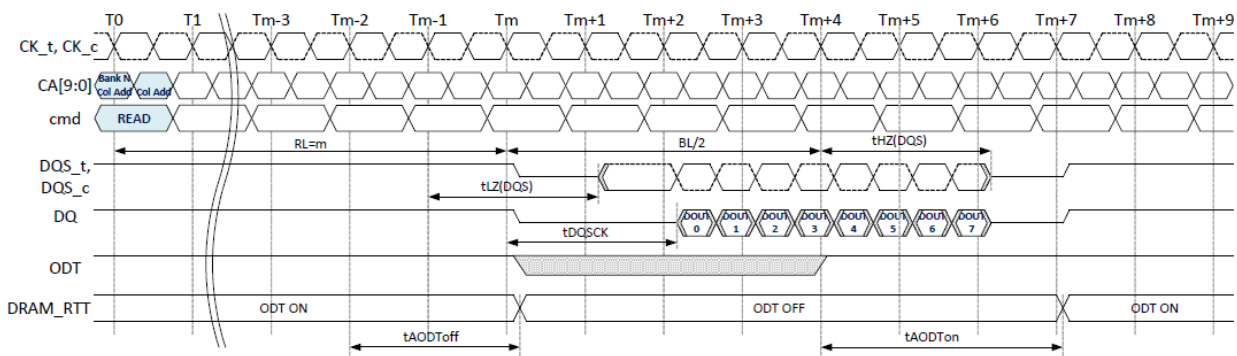 T0 T1 Tm-3 Tm-2 Tm-1 Tm Tm+1 Tm+2 Tm+3 Tm+4 Tm+5 Tm+6 Tm+7 Tm+8 Tm+9
CK_t, CK_c
CA[9:0] Bank N Col Add Col Add
cmd READ
RL=m BL/2 tHZ(DQS)
DQS_t,
DQS_c
tLZ(DQS)
DQ DOUT 0 DOUT 1 DOUT 2 DOUT 3 DOUT 4 DOUT 5 DOUT 6 DOUT 7
tDQSCK
ODT
DRAM_RTT ODT ON ODT OFF ODT ON
tAODToff tAODTon